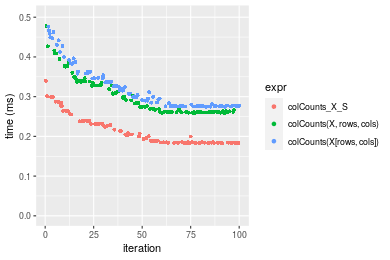 0.5
0.4
0.3
0.2
0.1
0.0
time (ms)
0
25
50
75
100
iteration
expr
colCounts_X_S
colCounts(X, rows, cols)
colCounts(X[rows, cols])